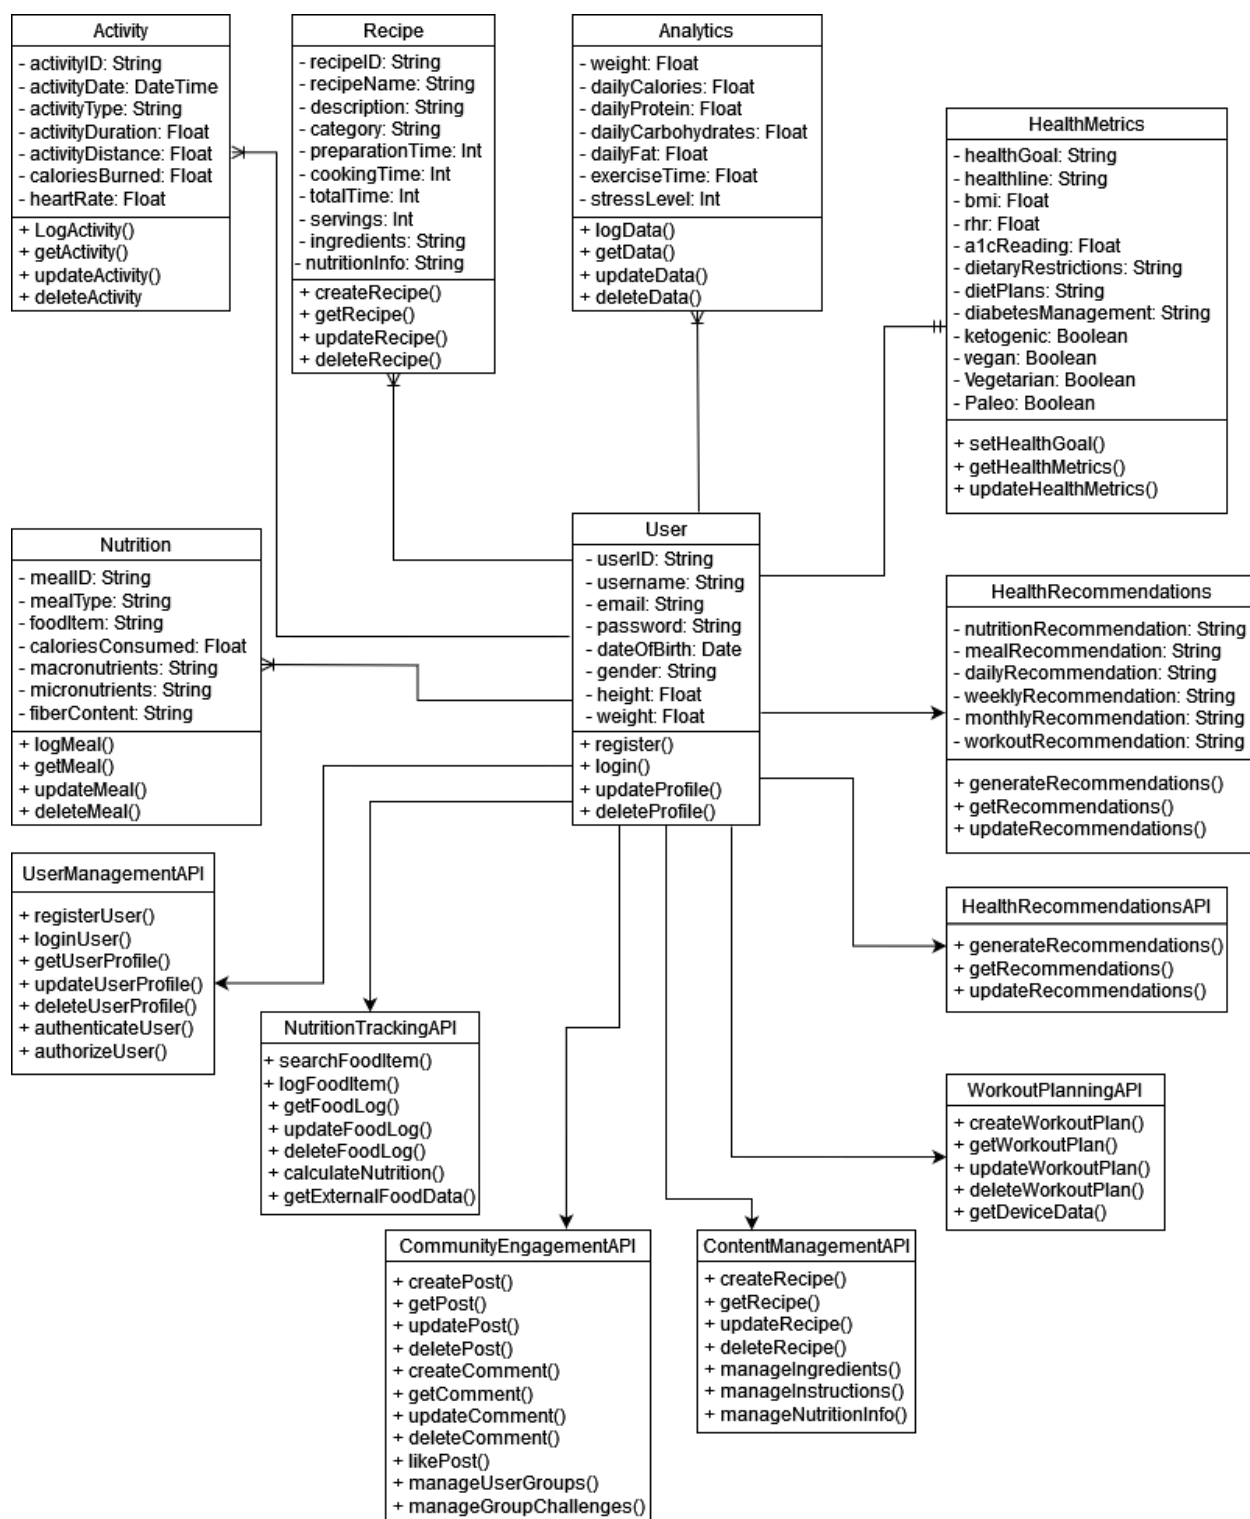 Activity
- activityID: String
- activityDate: DateTime
- activityType: String
- activityDuration: Float
- activityDistance: Float
- caloriesBurned: Float
- heartRate: Float
+ LogActivity()
+ getActivity()
+ updateActivity()
+ deleteActivity
Recipe
- recipeID: String
- recipeName: String
- description: String
- category: String
- preparationTime: Int
- cookingTime: Int
- totalTime: Int
- servings: Int
- ingredients: String
- nutritionInfo: String
+ createRecipe()
+ getRecipe()
+ updateRecipe()
+ deleteRecipe()
Analytics
- weight: Float
- dailyCalories: Float
- dailyProtein: Float
- dailyCarbohydrates: Float
- dailyFat: Float
- exerciseTime: Float
- stressLevel: Int
+ logData()
+ getData()
+ updateData()
+ deleteData()
HealthMetrics
- healthGoal: String
- healthline: String
- bmi: Float
- rhr: Float
- a1cReading: Float
- dietaryRestrictions: String
- dietPlans: String
- diabetesManagement: String
- ketogenic: Boolean
- vegan: Boolean
- Vegetarian: Boolean
- Paleo: Boolean
+ setHealthGoal()
+ getHealthMetrics()
+ updateHealthMetrics()
Nutrition
- mealID: String
- mealType: String
- foodItem: String
- caloriesConsumed: Float
- macronutrients: String
- micronutrients: String
- fiberContent: String
+ logMeal()
+ getMeal()
+ updateMeal()
+ deleteMeal()
User
- userID: String
- username: String
- email: String
- password: String
- dateOfBirth: Date
- gender: String
- height: Float
- weight: Float
+ register()
+ login()
+ updateProfile()
+ deleteProfile()
HealthRecommendations
- nutritionRecommendation: String
- mealRecommendation: String
- dailyRecommendation: String
- weeklyRecommendation: String
- monthlyRecommendation: String
- workoutRecommendation: String
+ generateRecommendations()
+ getRecommendations()
+ updateRecommendations()
UserManagementAPI
+ registerUser()
+ loginUser()
+ getUserProfile()
+ updateUserProfile()
+ deleteUserProfile()
+ authenticateUser()
+ authorizeUser()
HealthRecommendationsAPI
+ generateRecommendations()
+ getRecommendations()
+ updateRecommendations()
NutritionTrackingAPI
+ searchFoodItem()
+ logFoodItem()
+ getFoodLog()
+ updateFoodLog()
+ deleteFoodLog()
+ calculateNutrition()
+ getExternalFoodData()
WorkoutPlanningAPI
+ createWorkoutPlan()
+ getWorkoutPlan()
+ updateWorkoutPlan()
+ deleteWorkoutPlan()
+ getDeviceData()
CommunityEngagementAPI
+ createPost()
+ getPost()
+ updatePost()
+ deletePost()
+ createComment()
+ getComment()
+ updateComment()
+ deleteComment()
+ likePost()
+ manageUserGroups()
+ manageGroupChallenges()
ContentManagementAPI
+ createRecipe()
+ getRecipe()
+ updateRecipe()
+ deleteRecipe()
+ manageIngredients()
+ manageInstructions()
+ manageNutritionInfo()